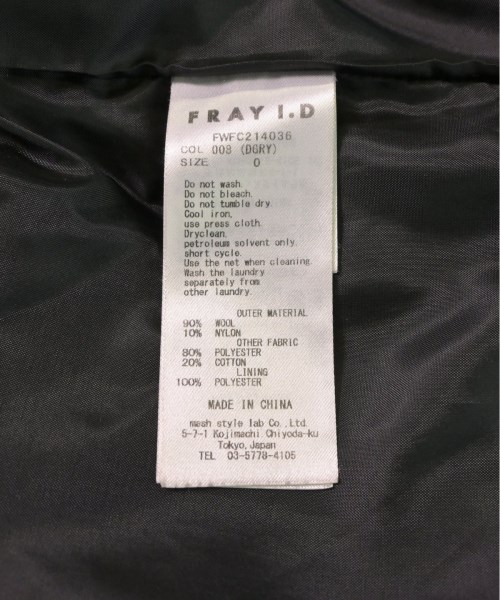 FRAY I.D
FWFC214036
COL 008 (DGRY)
SIZE 0
Do not wash.
Do not bleach.
Do not tumble dry.
Cool iron,
use press cloth.
Dryclean,
petroleum solvent only,
short cycle.
Use the net when cleaning.
Wash the laundry
separately from
other laundry.
OUTER MATERIAL
90% WOOL
10% NYLON
OTHER FABRIC
80% POLYESTER
20% COTTON
LINING
100% POLYESTER
MADE IN CHINA
mash style lab Co.,Ltd.
5-7-1 Kojimachi Chiyoda-ku
Tokyo,Japan
TEL 03-5778-4105